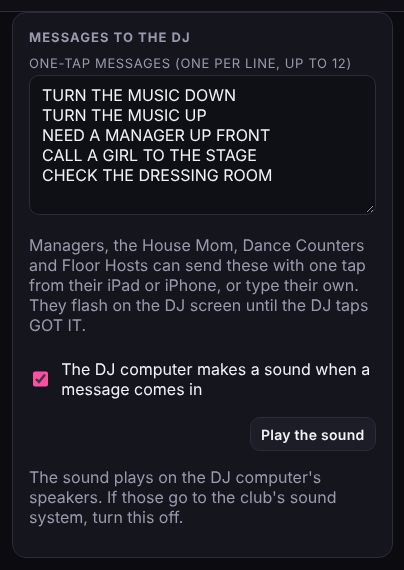 MESSAGES TO THE DJ
ONE-TAP MESSAGES (ONE PER LINE, UP TO 12)
TURN THE MUSIC DOWN
TURN THE MUSIC UP
NEED A MANAGER UP FRONT
CALL A GIRL TO THE STAGE
CHECK THE DRESSING ROOM
Managers, the House Mom, Dance Counters
and Floor Hosts can send these with one tap
from their iPad or iPhone, or type their own.
They flash on the DJ screen until the DJ taps
GOT IT.
The DJ computer makes a sound when a
message comes in
Play the sound
The sound plays on the DJ computer's
speakers. If those go to the club's sound
system, turn this off.